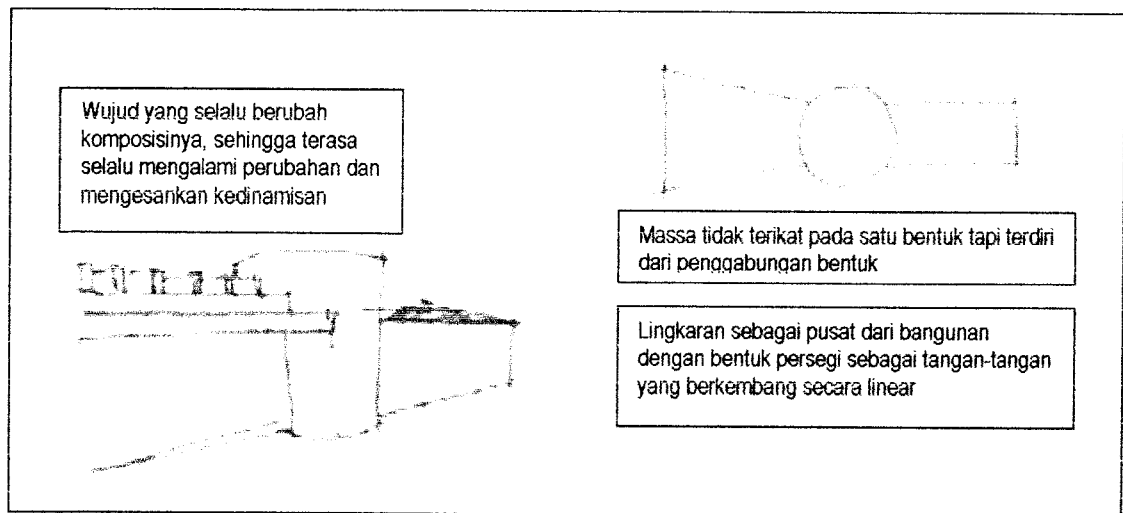 Wujud yang selalu berubah
komposisinya, sehingga terasa
selalu mengalami perubahan dan
mengesankan kedinamisan
Massa tidak terikat pada satu bentuk tapi terdiri
dari penggabungan bentuk
Lingkaran sebagai pusat dari bangunan
dengan bentuk persegi sebagai tangan-tangan
yang berkembang secara linear